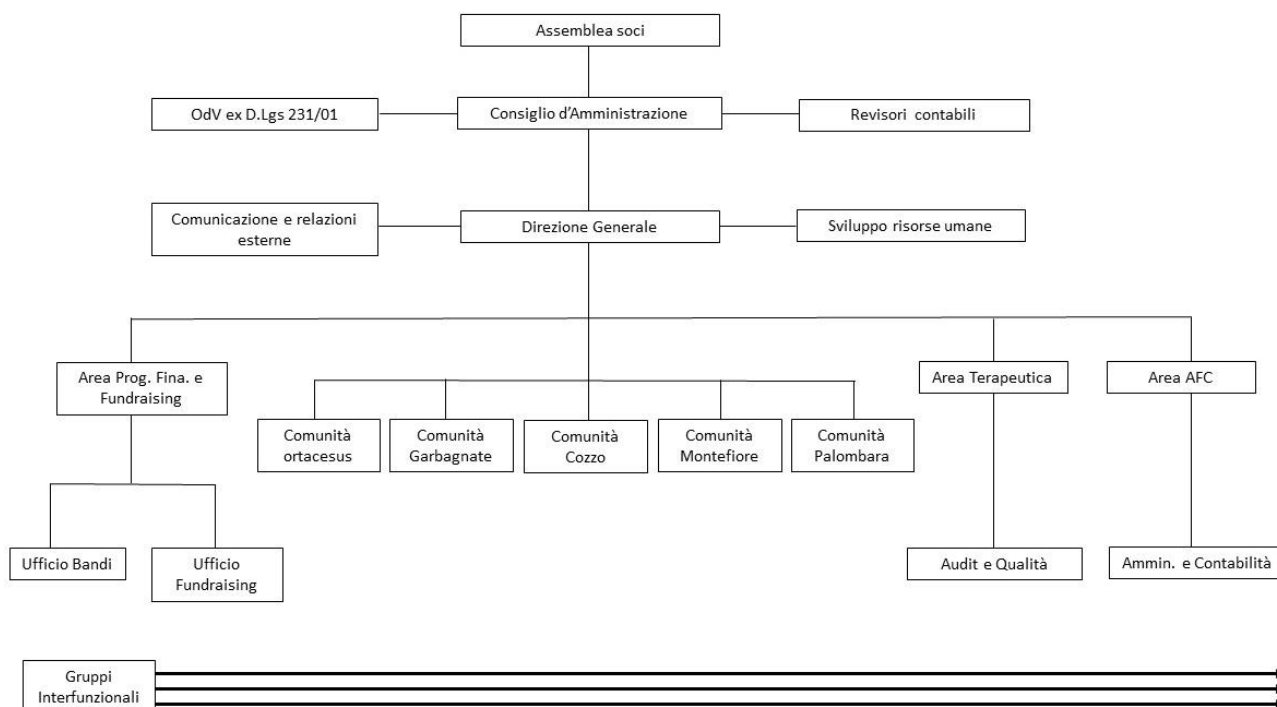 Assemblea soci
OdV ex D.Lgs 231/01
Consiglio d'Amministrazione
Revisori contabili
Comunicazione e relazioni
esterne
Direzione Generale
Sviluppo risorse umane
Area Prog. Fina. e
Fundraising
Area Terapeutica
Area AFC
Comunità
ortacesus
Comunità
Garbagnate
Comunità
Cozzo
Comunità
Montefiore
Comunità
Palombara
Ufficio Bandi
Ufficio
Fundraising
Audit e Qualità
Ammin. e Contabilità
Gruppi
Interfunzionali